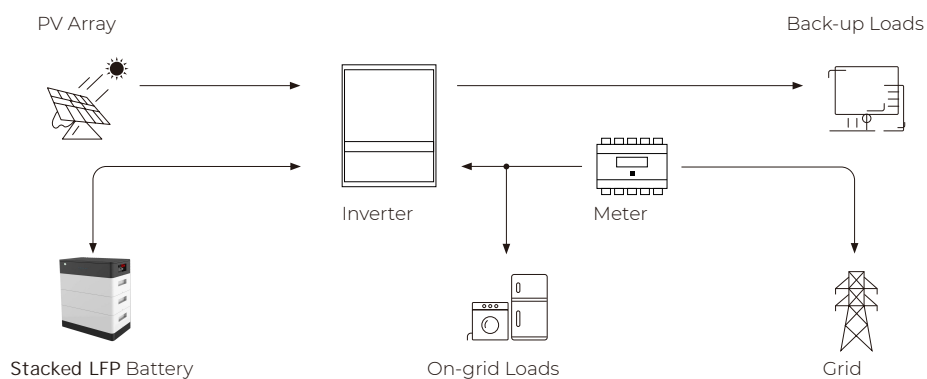 PV Array
Back-up Loads
Inverter
Meter
Stacked LFP Battery
On-grid Loads
Grid